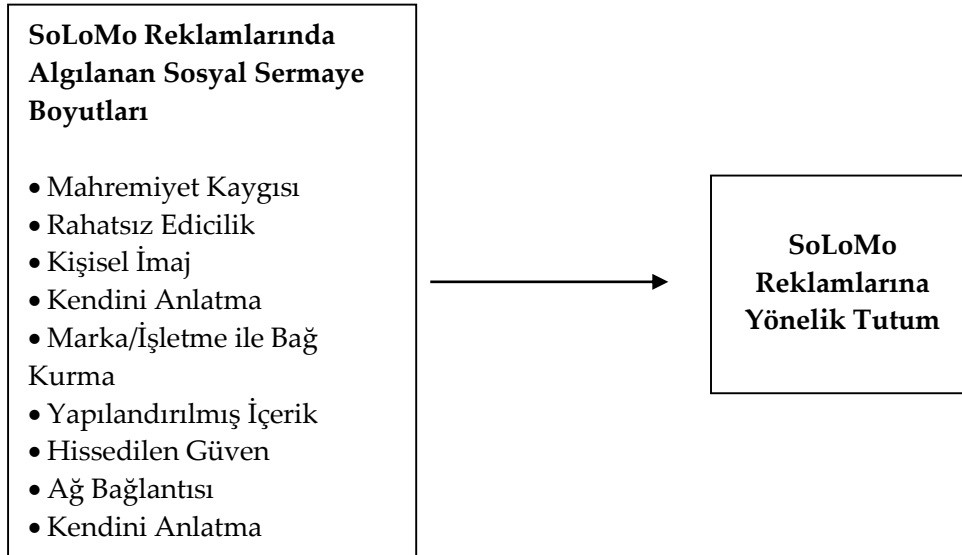 SoLoMo Reklamlarında
Algılanan Sosyal Sermaye
Boyutları
• Mahremiyet Kaygısı
• Rahatsız Edicilik
• Kişisel İmaj
• Kendini Anlatma
• Marka/İşletme ile Bağ
Kurma
• Yapılandırılmış İçerik
• Hissedilen Güven
• Ağ Bağlantısı
• Kendini Anlatma
SoLoMo
Reklamlarına
Yönelik Tutum